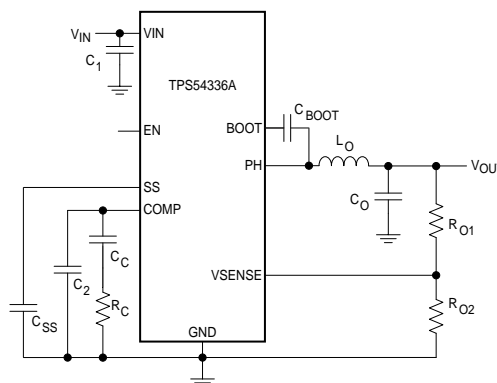 VIN VIN
C1
TPS54336A
CBOOT
EN
BOOT
LO
PH
VOU
SS
CO
COMP
RO1
CC
C2
VSENSE
RC
CSS
RO2
GND